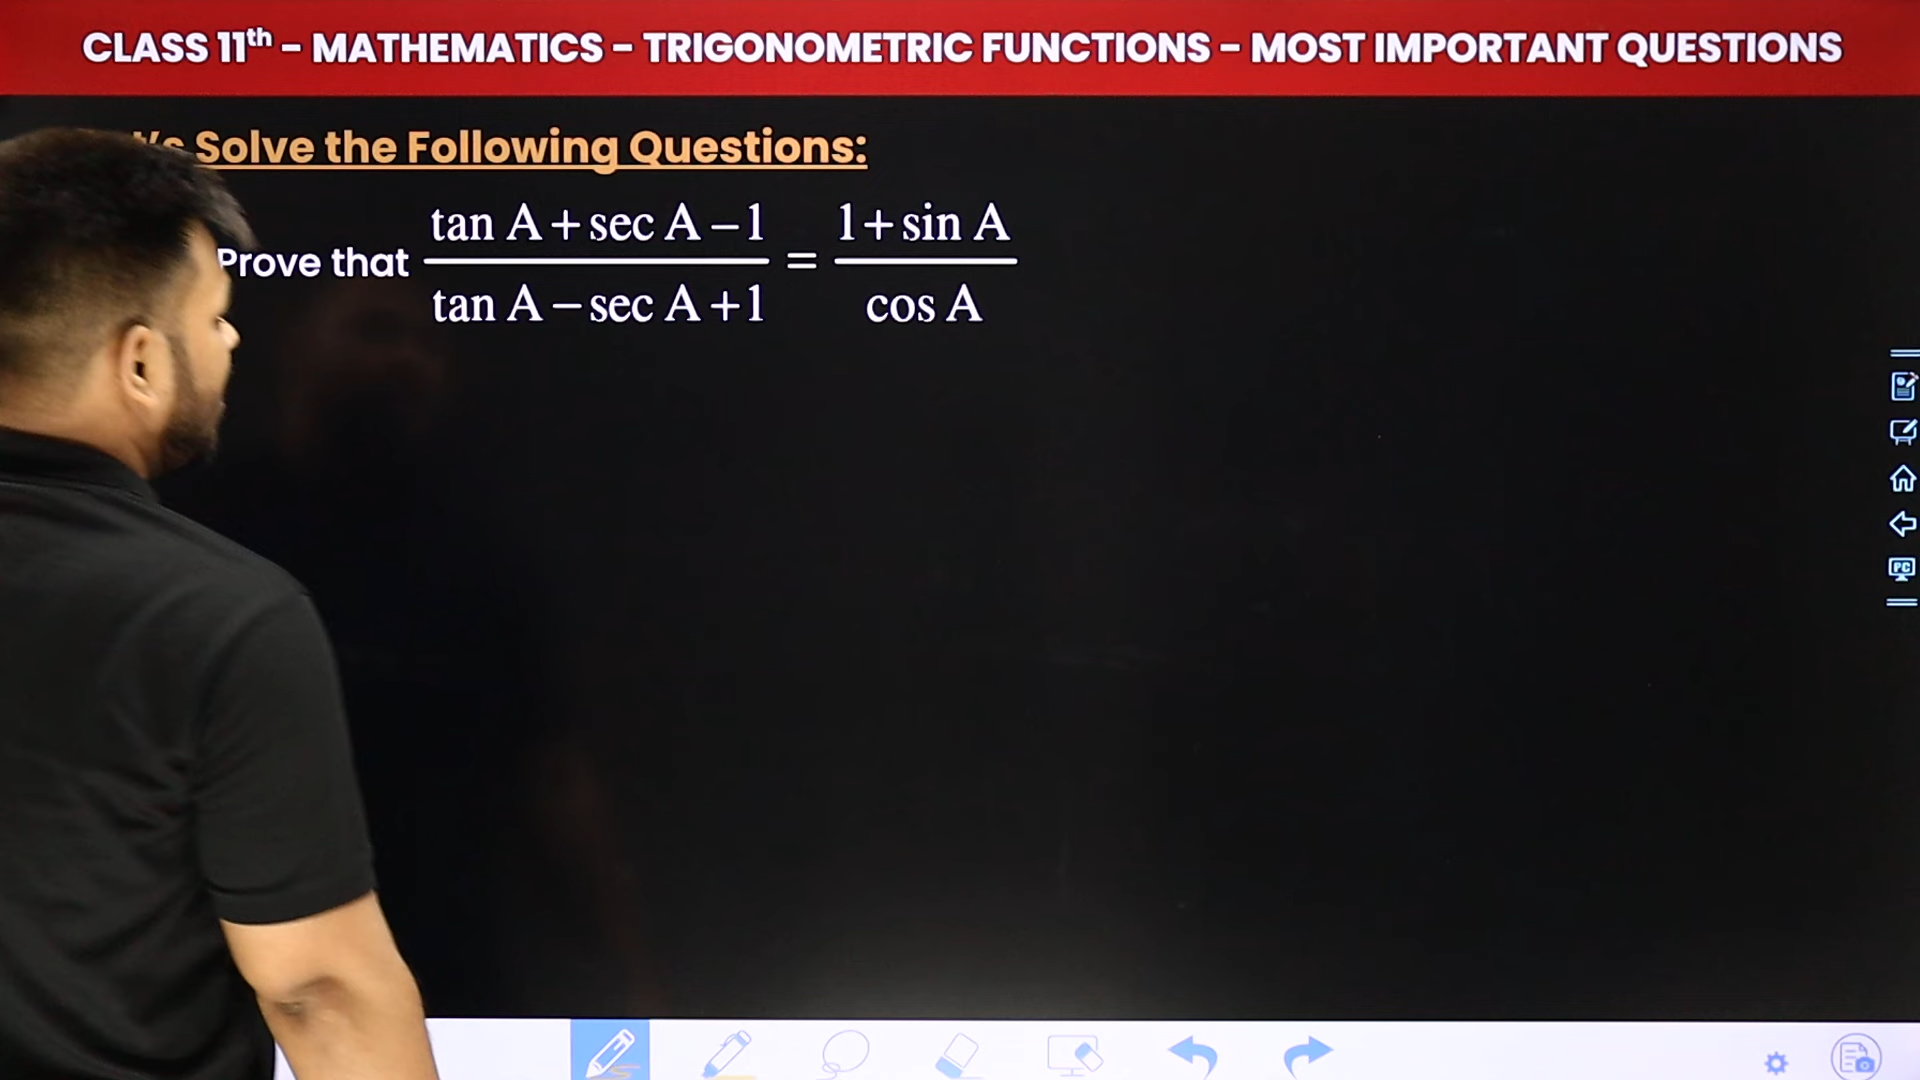 CLASS 11th – MATHEMATICS – TRIGONOMETRIC FUNCTIONS – MOST IMPORTANT QUESTIONS
t's Solve the Following Questions:
Prove that (tan A + sec A − 1)/(tan A − sec A + 1) = (1 + sin A)/(cos A)
PC